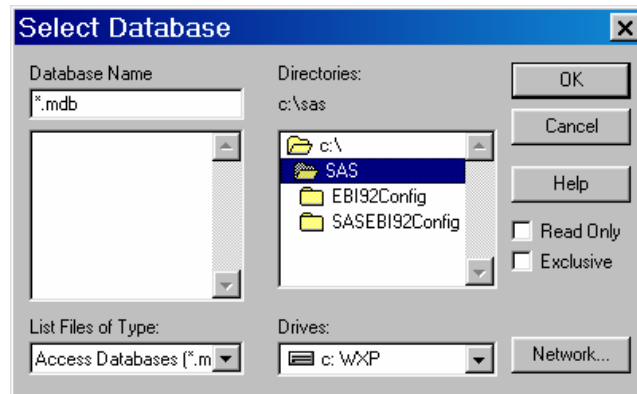 Select Database
Database Name
*.mdb
Directories:
c:\sas
c:\
SAS
EBI92Config
SASEBI92Config
OK
Cancel
Help
Read Only
Exclusive
List Files of Type:
Access Databases (*.m
Drives:
c: WXP
Network...